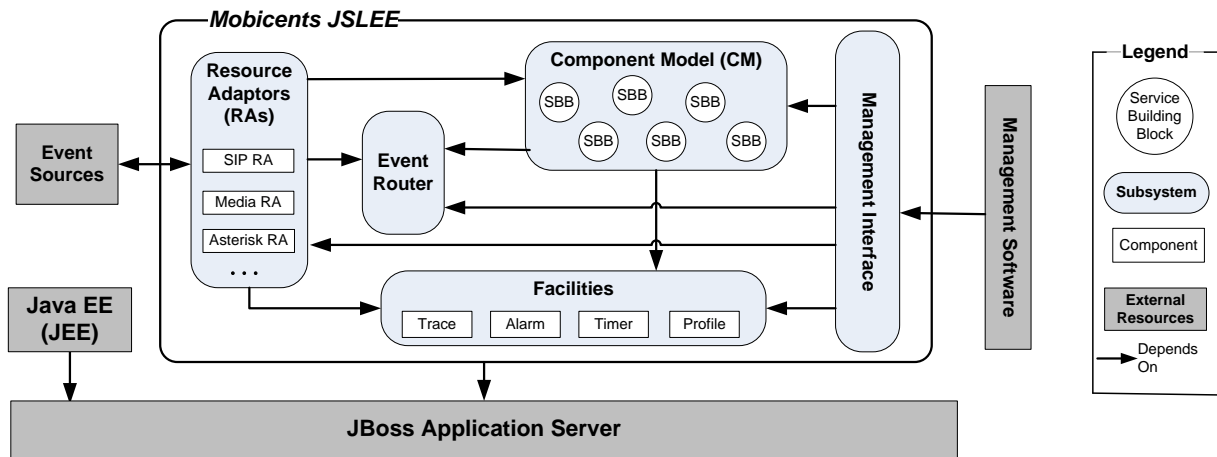 Mobicents JSLEE
Resource
Adaptors
(RAs)
SIP RA
Media RA
Asterisk RA
. . .
Event
Sources
Event
Router
Component Model (CM)
SBB
SBB
SBB
SBB
SBB
SBB
Facilities
Trace
Alarm
Timer
Profile
Management Interface
Management Software
Java EE
(JEE)
JBoss Application Server
Legend
Service
Building
Block
Subsystem
Component
External
Resources
Depends
On